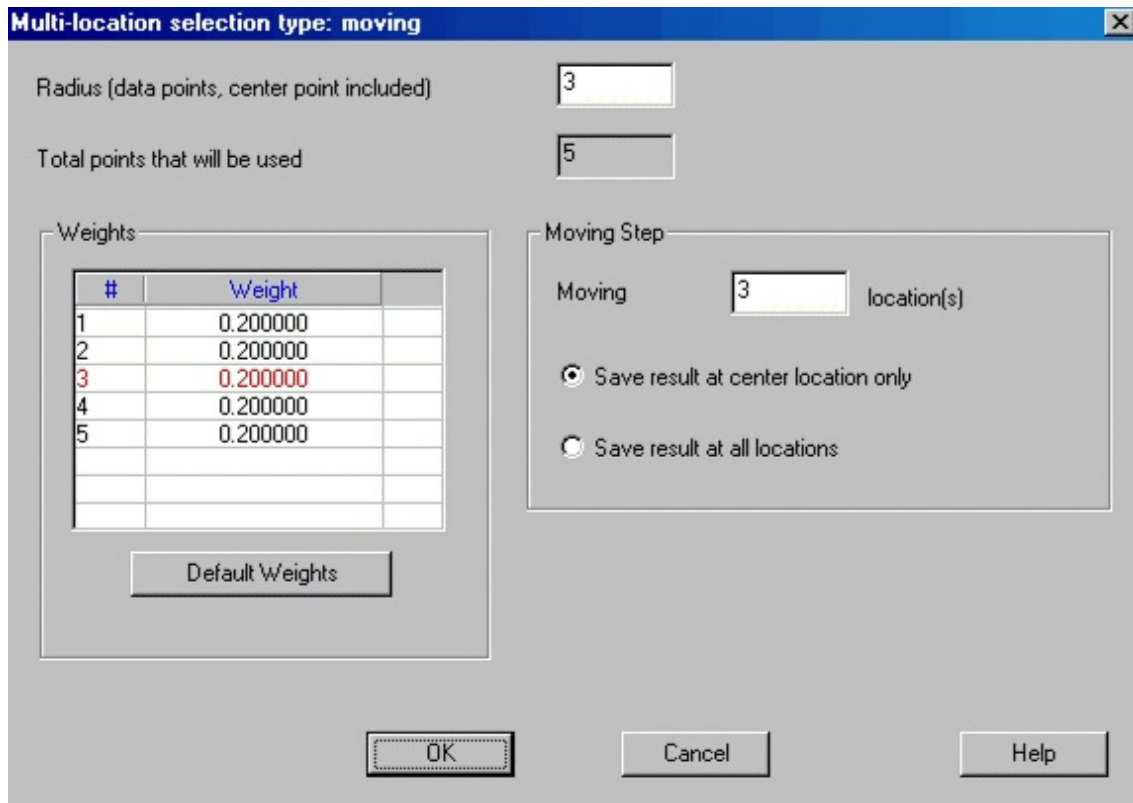 Multi-location selection type: moving
Radius (data points, center point included) 3
Total points that will be used 5
Weights
# Weight
1 0.200000
2 0.200000
3 0.200000
4 0.200000
5 0.200000
Default Weights
Moving Step
Moving 3 location(s)
Save result at center location only
Save result at all locations
OK Cancel Help